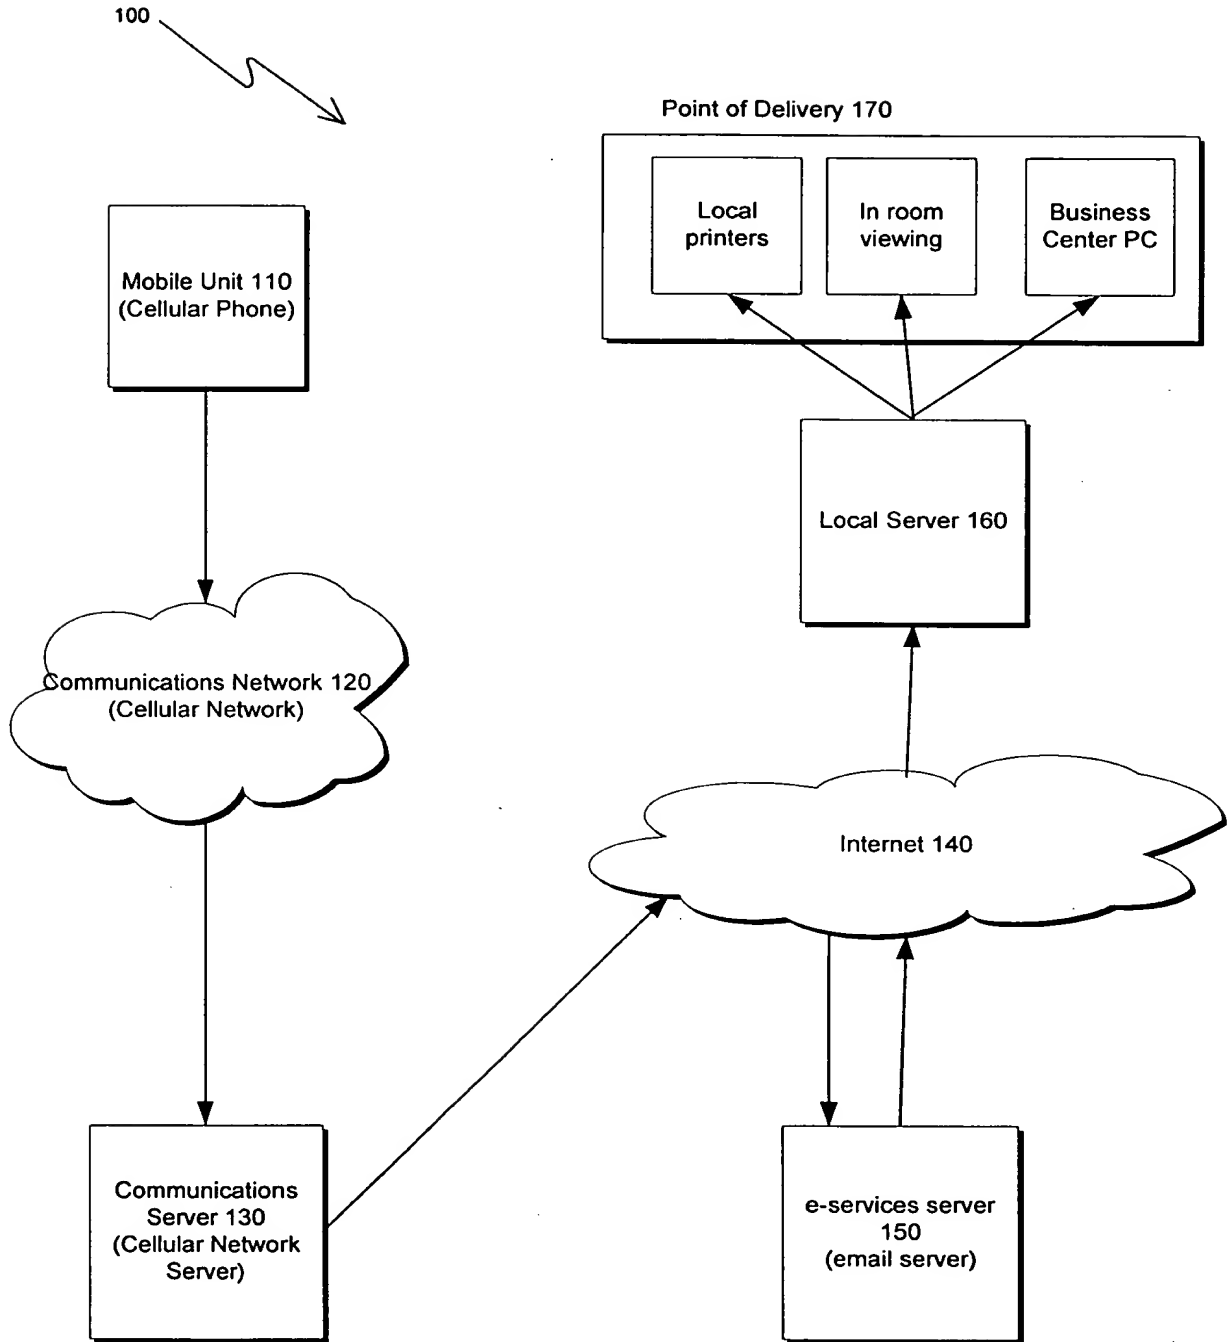 100
Point of Delivery 170
Local
printers
In room
viewing
Business
Center PC
Mobile Unit 110
(Cellular Phone)
Local Server 160
Communications Network 120
(Cellular Network)
Internet 140
Communications
Server 130
(Cellular Network
Server)
e-services server
150
(email server)